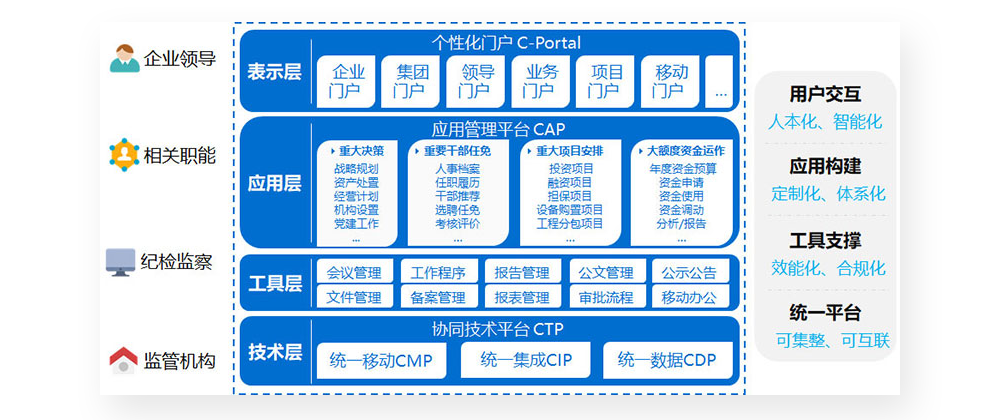 企业领导
相关职能
纪检监察
监管机构
个性化门户 C-Portal
表示层
企业
门户
集团
门户
领导
门户
业务
门户
项目
门户
移动
门户
...
应用管理平台 CAP
应用层
重大决策
战略规划
资产处置
经营计划
机构设置
党建工作
...
重要干部任免
人事档案
任职履历
干部推荐
选聘任免
考核评价
...
重大项目安排
投资项目
融资项目
担保项目
设备购置项目
工程分包项目
...
大额度资金运作
年度资金预算
资金申请
资金使用
资金调动
分析/报告
...
工具层
会议管理 工作程序 报告管理 公文管理 公示公告
文件管理 备案管理 报表管理 审批流程 移动办公
协同技术平台 CTP
技术层
统一移动CMP 统一集成CIP 统一数据CDP
用户交互
人本化、智能化
应用构建
定制化、体系化
工具支撑
效能化、合规化
统一平台
可集整、可互联